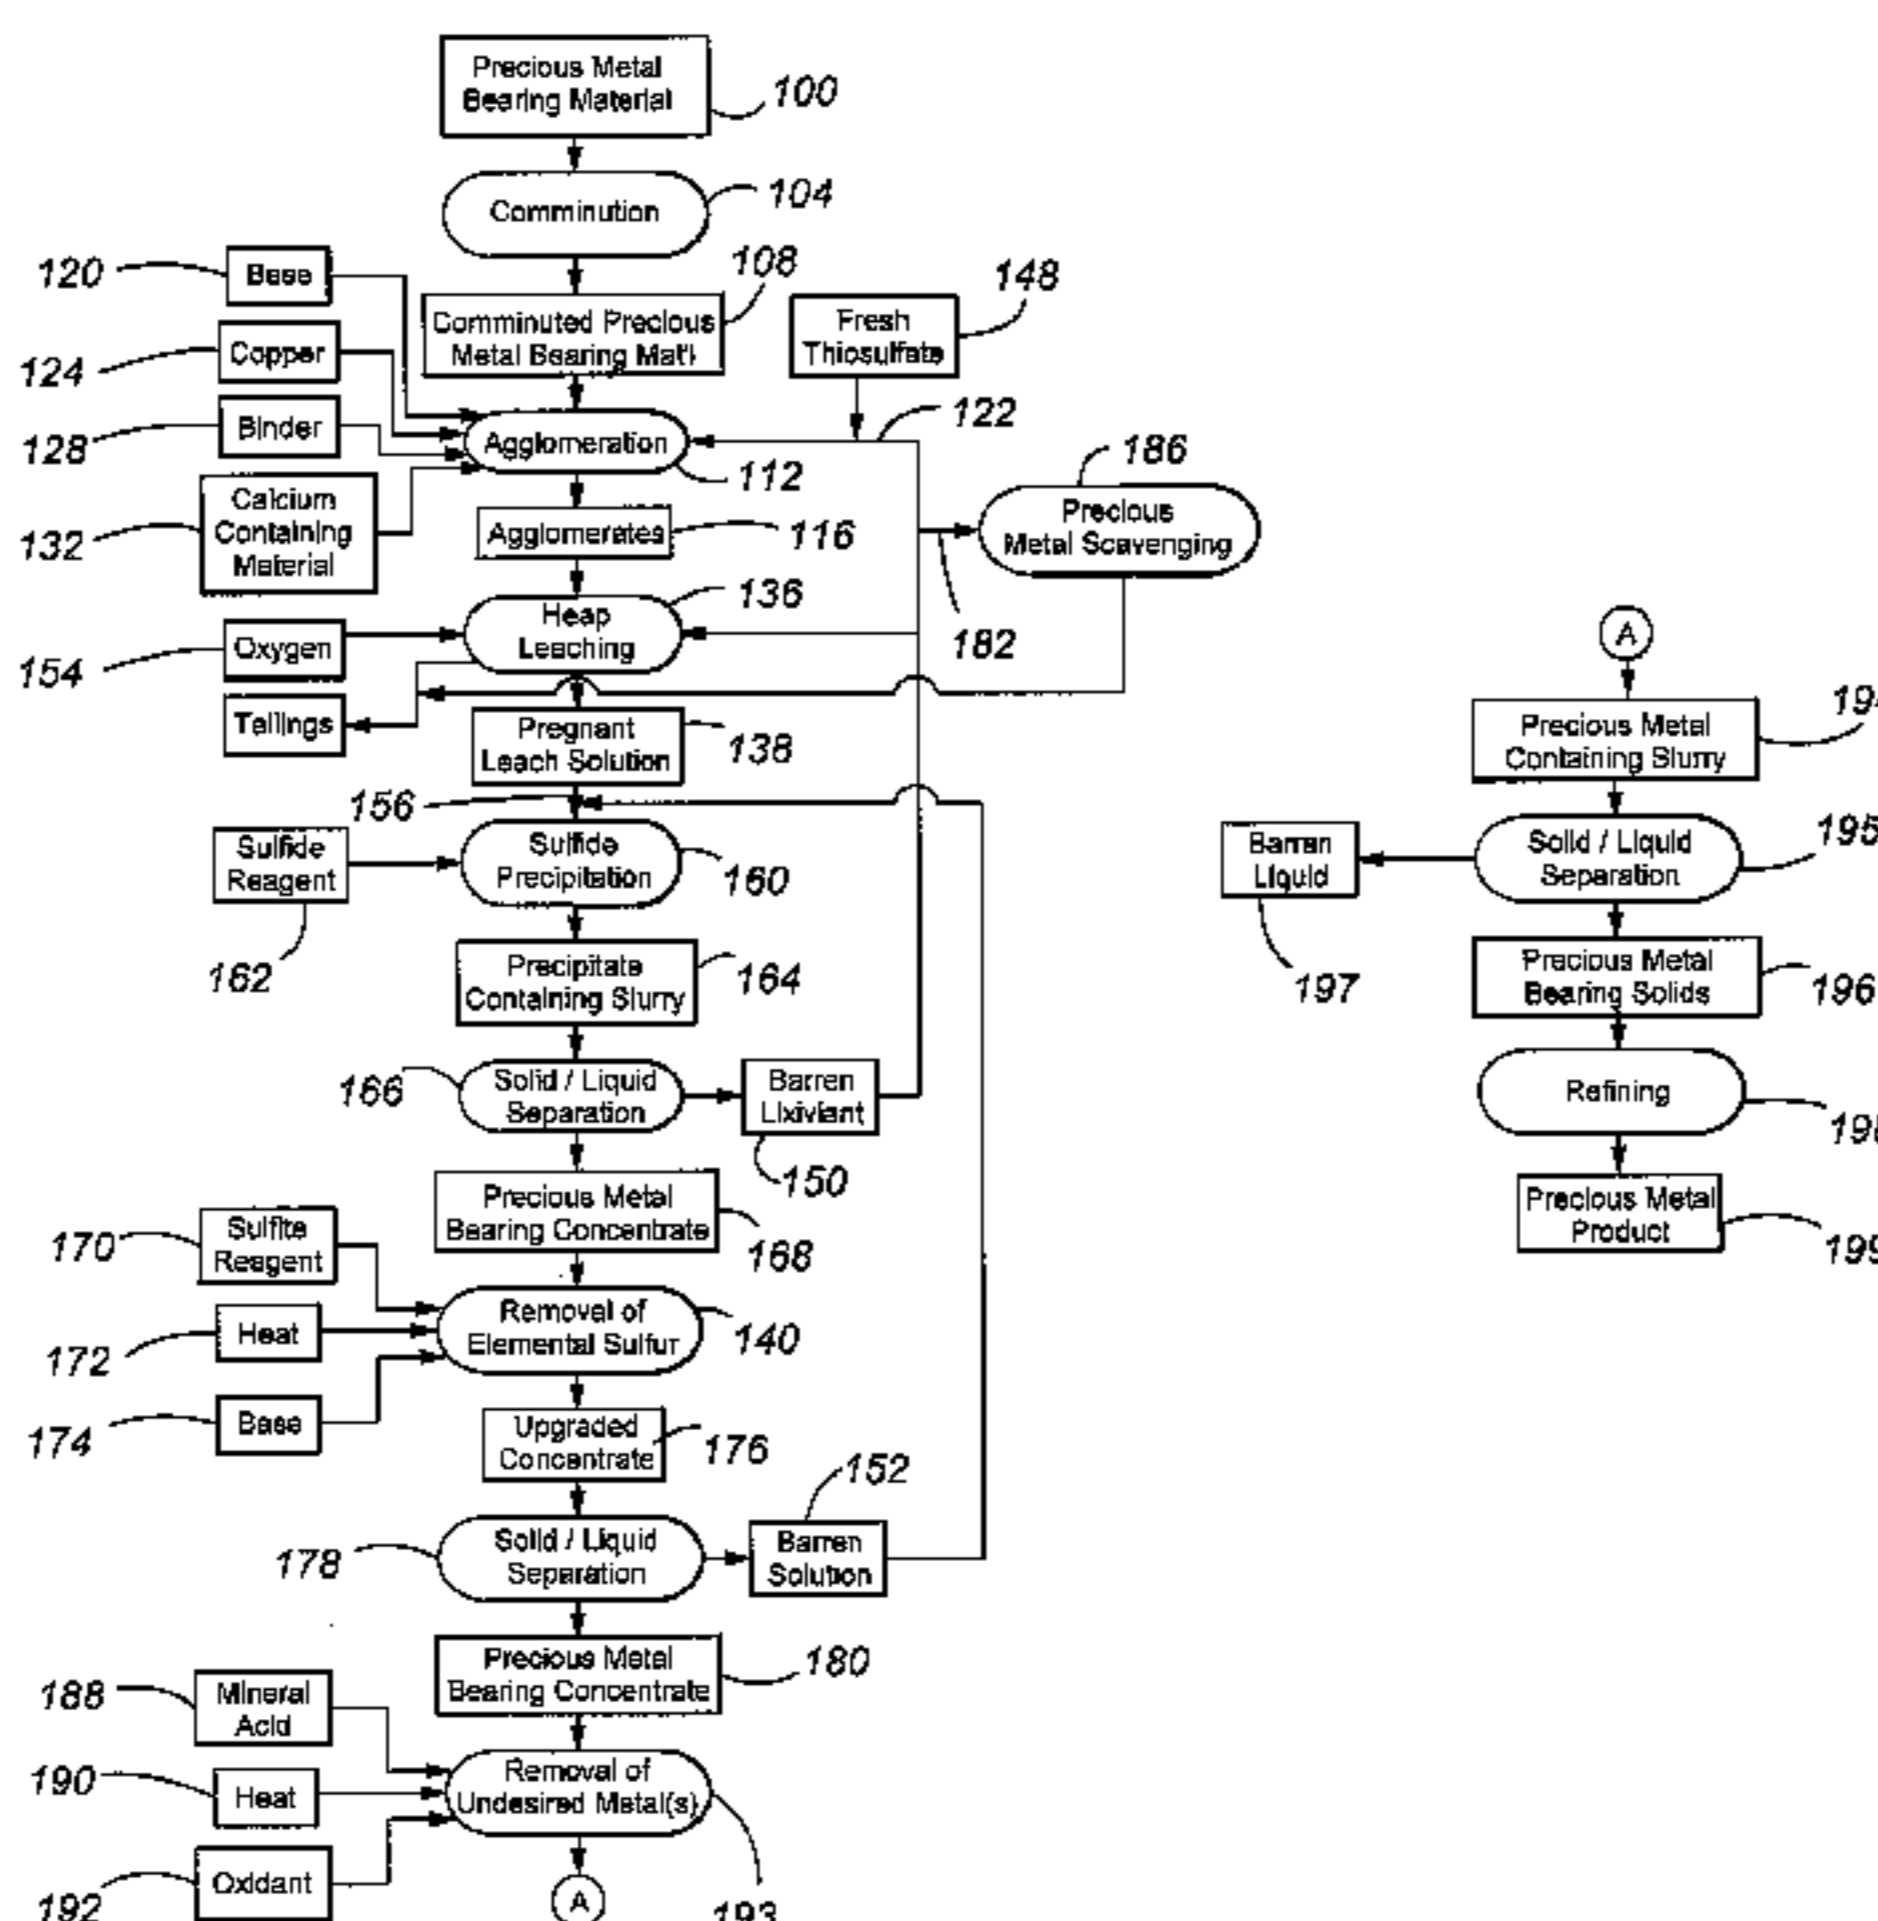 Precious Metal
Bearing Material
100
Comminution
104
108
Comminuted Precious
Metal Bearing Mat'l
120
Base
124
Copper
128
Binder
132
Calcium
Containing
Material
148
Fresh
Thiosulfate
122
Agglomeration
112
186
Precious
Metal Scavenging
182
Agglomerates
116
136
Heap
Leaching
154
Oxygen
Tailings
Pregnant
Leach Solution
138
156
Sulfide
Reagent
162
Sulfide
Precipitation
160
Precipitate
Containing Slurry
164
166
Solid / Liquid
Separation
Barren
Lixiviant
150
Precious Metal
Bearing Concentrate
168
170
Sulfite
Reagent
172
Heat
174
Base
Removal of
Elemental Sulfur
140
Upgraded
Concentrate
176
178
Solid / Liquid
Separation
152
Barren
Solution
Precious Metal
Bearing Concentrate
180
188
Mineral
Acid
190
Heat
192
Oxidant
Removal of
Undesired Metal(s)
193
A
A
Precious Metal
Containing Slurry
Solid / Liquid
Separation
195
Barren
Liquid
197
Precious Metal
Bearing Solids
196
Refining
Precious Metal
Product
199